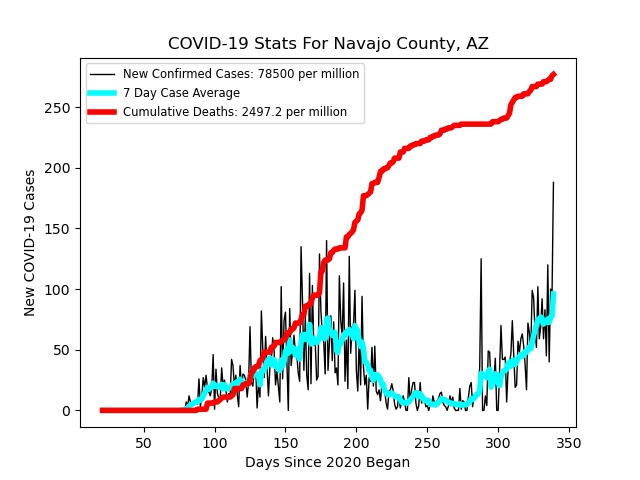 COVID-19 Stats For Navajo County, AZ
New Confirmed Cases: 78500 per million
7 Day Case Average
Cumulative Deaths: 2497.2 per million
New COVID-19 Cases
250
200
150
100
50
0
50
100
150
200
250
300
350
Days Since 2020 Began